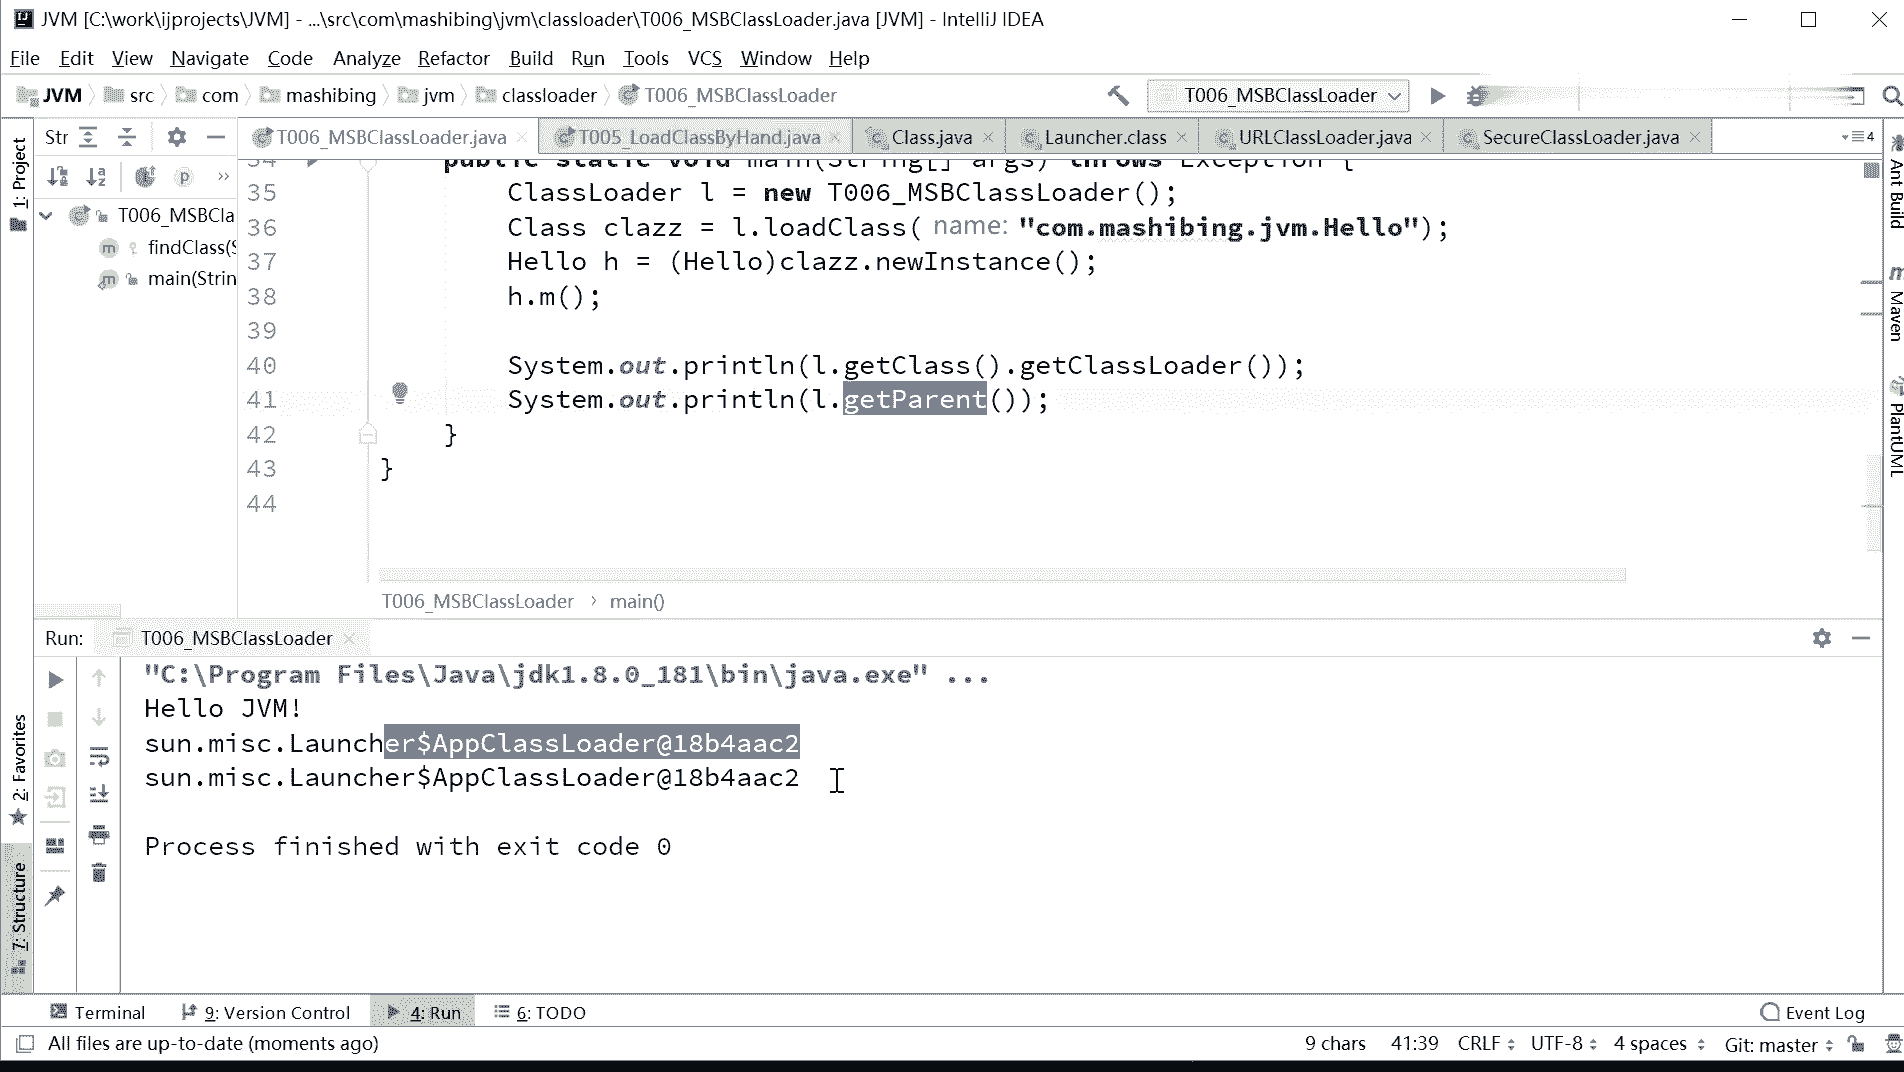 JVM [C:\work\ijprojects\JVM] - ...\src\com\mashibing\jvm\classloader\T006_MSBClassLoader.java [JVM] - IntelliJ IDEA
File Edit View Navigate Code Analyze Refactor Build Run Tools VCS Window Help
JVM src com mashibing jvm classloader T006_MSBClassLoader
T006_MSBClassLoader
1: Project
Str
T006_MSBClassLoader.java T005_LoadClassByHand.java Class.java Launcher.class URLClassLoader.java SecureClassLoader.java
4
T006_MSBCla
findClass(S
main(Strin
34 public static void main(String[] args) throws Exception {
35 ClassLoader l = new T006_MSBClassLoader();
36 Class clazz = l.loadClass( name: "com.mashibing.jvm.Hello");
37 Hello h = (Hello)clazz.newInstance();
38 h.m();
39
40 System.out.println(l.getClass().getClassLoader());
41 System.out.println(l.getParent());
42 }
43 }
44
T006_MSBClassLoader › main()
Ant Build
Maven
PlantUML
Run: T006_MSBClassLoader
"C:\Program Files\Java\jdk1.8.0_181\bin\java.exe" ...
Hello JVM!
sun.misc.Launcher$AppClassLoader@18b4aac2
sun.misc.Launcher$AppClassLoader@18b4aac2
Process finished with exit code 0
2: Favorites
7: Structure
Terminal 9: Version Control 4: Run 6: TODO Event Log
All files are up-to-date (moments ago) 9 chars 41:39 CRLF UTF-8 4 spaces Git: master